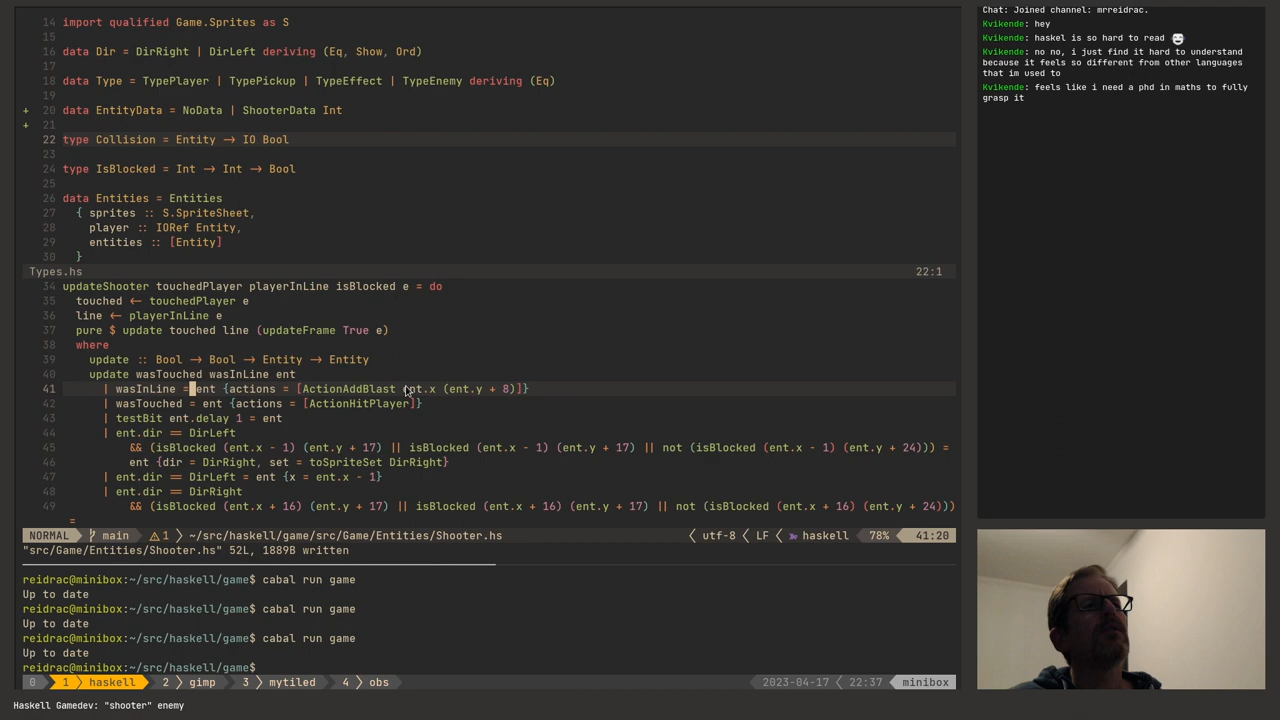 14 import qualified Game.Sprites as S
15
16 data Dir = DirRight | DirLeft deriving (Eq, Show, Ord)
17
18 data Type = TypePlayer | TypePickup | TypeEffect | TypeEnemy deriving (Eq)
19
+ 20 data EntityData = NoData | ShooterData Int
+ 21
22 type Collision = Entity → IO Bool
23
24 type IsBlocked = Int → Int → Bool
25
26 data Entities = Entities
27 { sprites :: S.SpriteSheet,
28 player :: IORef Entity,
29 entities :: [Entity]
30 }
Types.hs 22:1
34 updateShooter touchedPlayer playerInLine isBlocked e = do
35 touched ← touchedPlayer e
36 line ← playerInLine e
37 pure $ update touched line (updateFrame True e)
38 where
39 update :: Bool → Bool → Entity → Entity
40 update wasTouched wasInLine ent
41 | wasInLine = ent {actions = [ActionAddBlast ent.x (ent.y + 8)]}
42 | wasTouched = ent {actions = [ActionHitPlayer]}
43 | testBit ent.delay 1 = ent
44 | ent.dir == DirLeft
45 && (isBlocked (ent.x - 1) (ent.y + 17) || isBlocked (ent.x - 1) (ent.y + 17) || not (isBlocked (ent.x - 1) (ent.y + 24))) =
46 ent {dir = DirRight, set = toSpriteSet DirRight}
47 | ent.dir == DirLeft = ent {x = ent.x - 1}
48 | ent.dir == DirRight
49 && (isBlocked (ent.x + 16) (ent.y + 17) || isBlocked (ent.x + 16) (ent.y + 17) || not (isBlocked (ent.x + 16) (ent.y + 24)))
=
NORMAL main 1 ~/src/haskell/game/src/Game/Entities/Shooter.hs utf-8 LF haskell 78% 41:20
"src/Game/Entities/Shooter.hs" 52L, 1889B written
reidrac@minibox:~/src/haskell/game$ cabal run game
Up to date
reidrac@minibox:~/src/haskell/game$ cabal run game
Up to date
reidrac@minibox:~/src/haskell/game$ cabal run game
Up to date
reidrac@minibox:~/src/haskell/game$
0 1 haskell 2 gimp 3 mytiled 4 obs 2023-04-17 22:37 minibox
Haskell Gamedev: "shooter" enemy
Chat: Joined channel: mrreidrac.
Kvikende: hey
Kvikende: haskel is so hard to read
Kvikende: no no, i just find it hard to understand
because it feels so different from other languages
that im used to
Kvikende: feels like i need a phd in maths to fully
grasp it